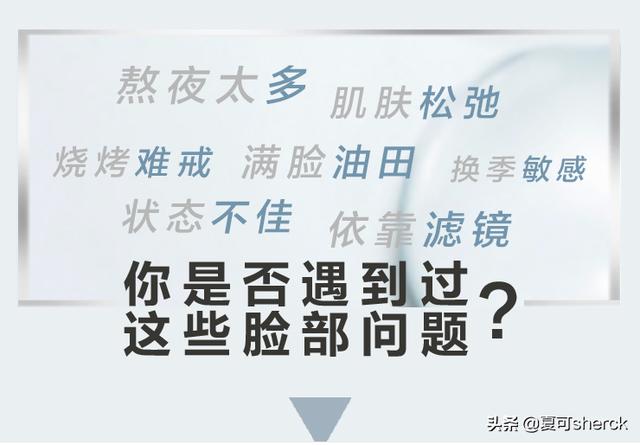 熬夜太多
肌肤松弛
烧烤难戒 满脸油田 换季敏感
状态不佳
依靠滤镜
你是否遇到过
这些脸部问题?
头条 @夏可sherck